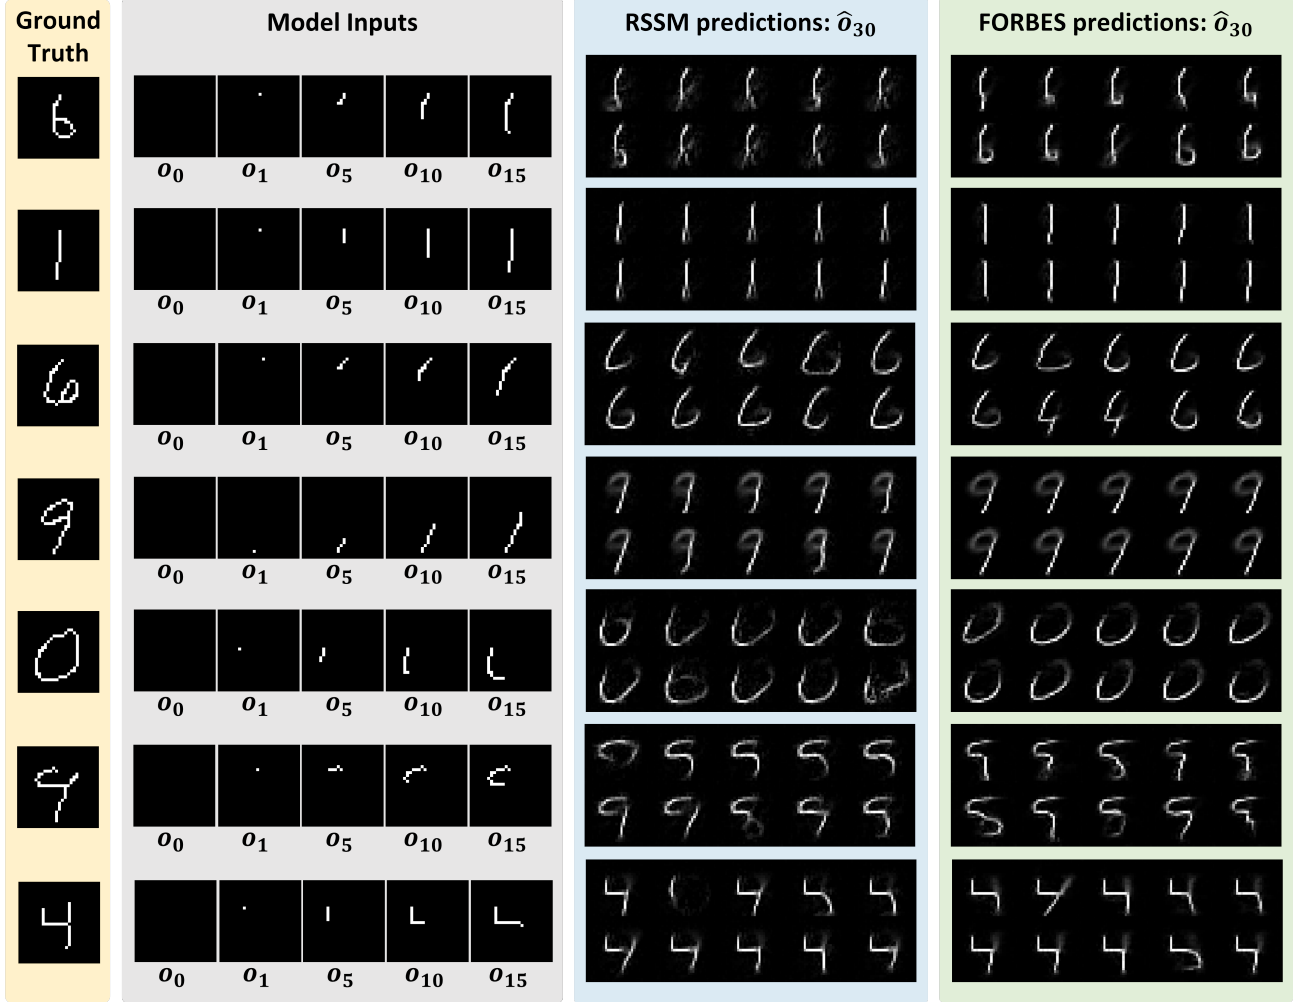 Ground Truth
Model Inputs
RSSM predictions: ô₃₀
FORBES predictions: ô₃₀
o₀ o₁ o₅ o₁₀ o₁₅
o₀ o₁ o₅ o₁₀ o₁₅
o₀ o₁ o₅ o₁₀ o₁₅
o₀ o₁ o₅ o₁₀ o₁₅
o₀ o₁ o₅ o₁₀ o₁₅
o₀ o₁ o₅ o₁₀ o₁₅
o₀ o₁ o₅ o₁₀ o₁₅